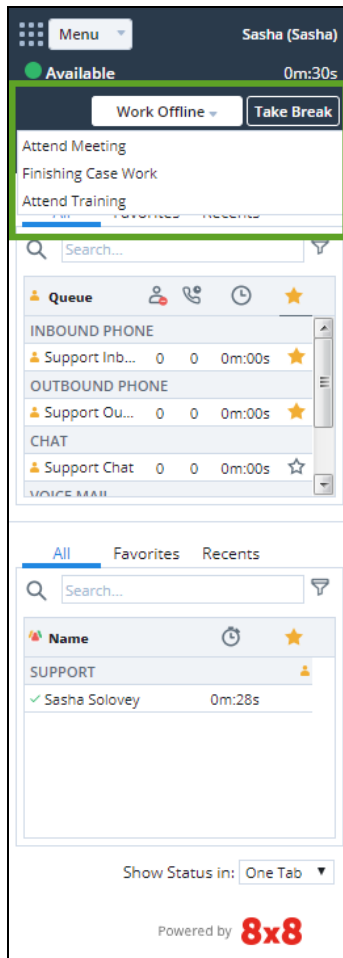 Menu
Sasha (Sasha)
Available 0m:30s
Work Offline Take Break
Attend Meeting
Finishing Case Work
Attend Training
All Favorites Recents
Search...
Queue
INBOUND PHONE
Support Inb... 0 0 0m:00s
OUTBOUND PHONE
Support Ou... 0 0 0m:00s
CHAT
Support Chat 0 0 0m:00s
VOICE MAIL
All Favorites Recents
Search...
Name
SUPPORT
Sasha Solovey 0m:28s
Show Status in: One Tab
Powered by 8x8